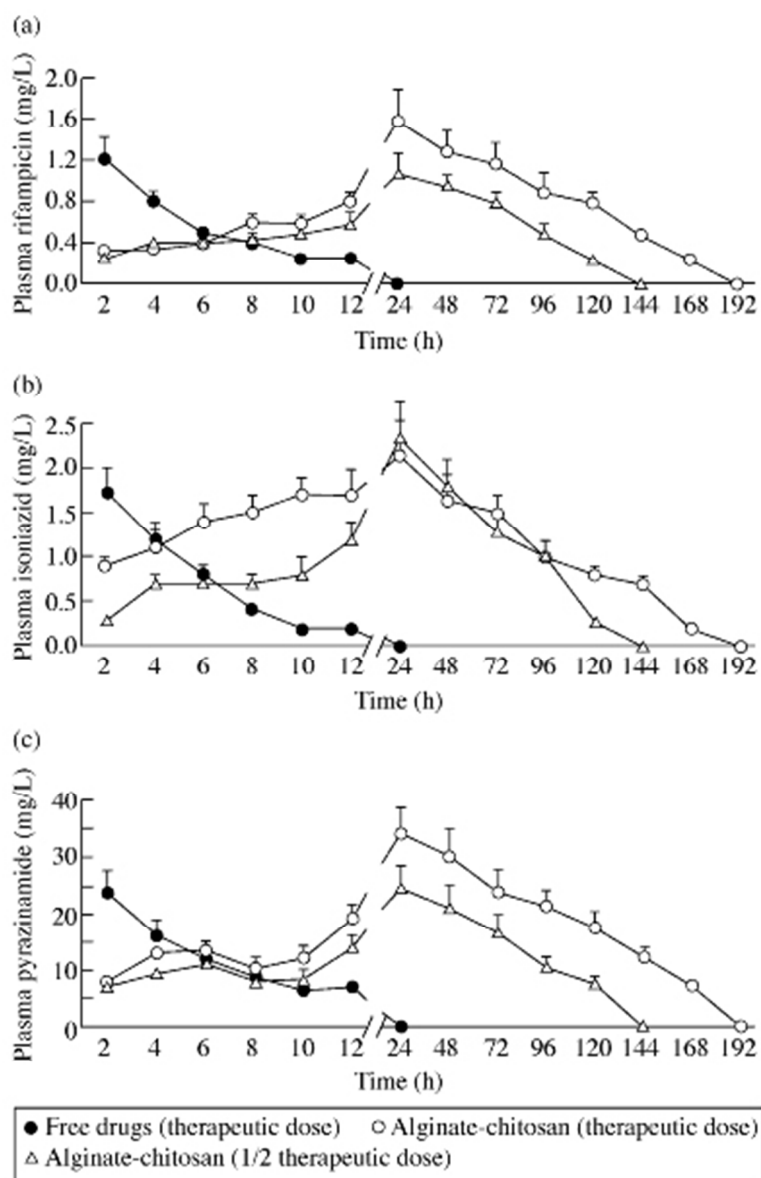 (a)
Plasma rifampicin (mg/L)
2.0
1.6
1.2
0.8
0.4
0.0
2 4 6 8 10 12 24 48 72 96 120 144 168 192
Time (h)
(b)
Plasma isoniazid (mg/L)
2.5
2.0
1.5
1.0
0.5
0.0
2 4 6 8 10 12 24 48 72 96 120 144 168 192
Time (h)
(c)
Plasma pyrazinamide (mg/L)
40
30
20
10
0
2 4 6 8 10 12 24 48 72 96 120 144 168 192
Time (h)
Free drugs (therapeutic dose) Alginate-chitosan (therapeutic dose)
Alginate-chitosan (1/2 therapeutic dose)